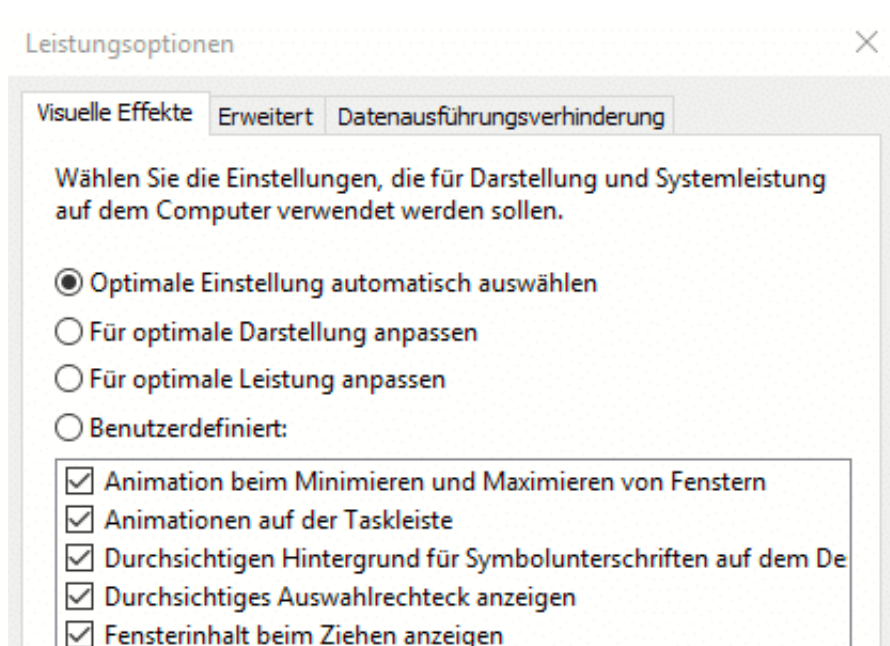 Leistungsoptionen
Visuelle Effekte Erweitert Datenausführungsverhinderung
Wählen Sie die Einstellungen, die für Darstellung und Systemleistung
auf dem Computer verwendet werden sollen.
Optimale Einstellung automatisch auswählen
Für optimale Darstellung anpassen
Für optimale Leistung anpassen
Benutzerdefiniert:
Animation beim Minimieren und Maximieren von Fenstern
Animationen auf der Taskleiste
Durchsichtigen Hintergrund für Symbolunterschriften auf dem De
Durchsichtiges Auswahlrechteck anzeigen
Fensterinhalt beim Ziehen anzeigen